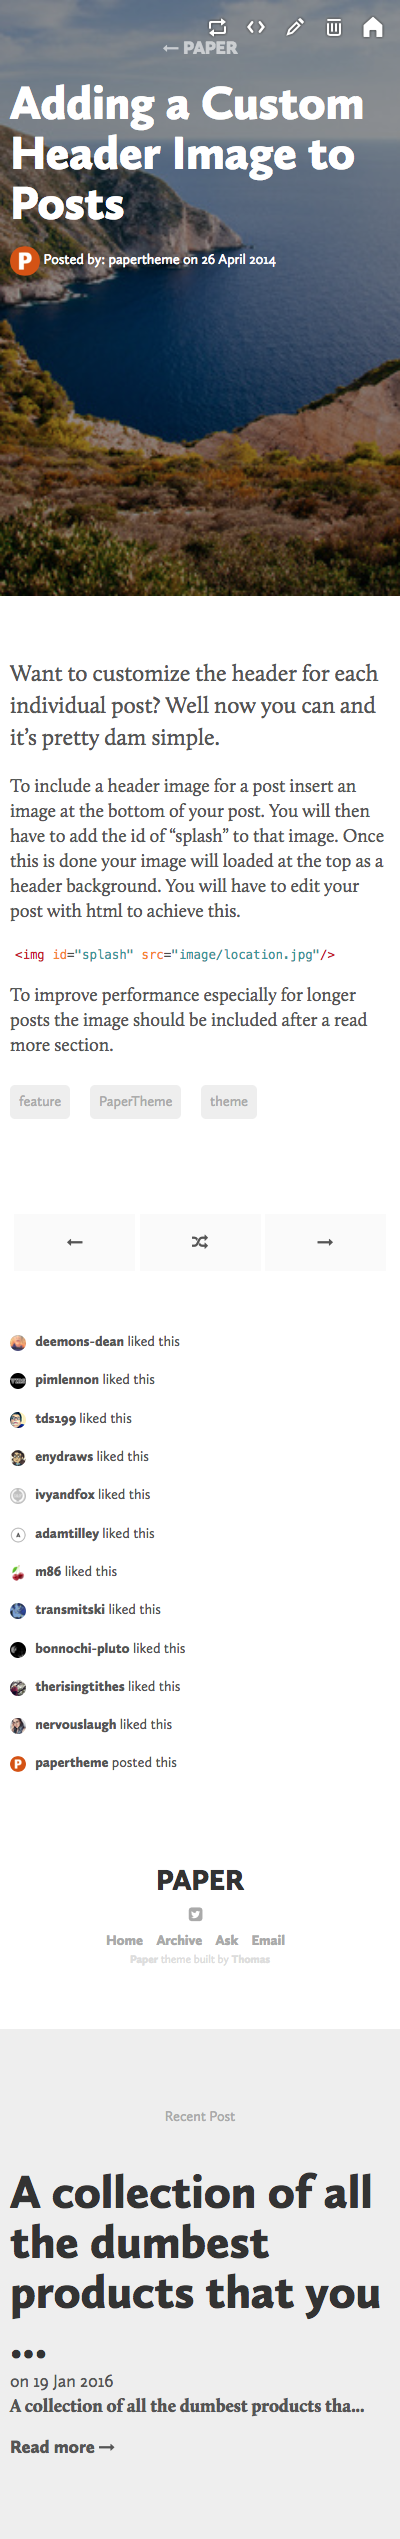 ← PAPER
Adding a Custom
Header Image to
Posts
P Posted by: papertheme on 26 April 2014
Want to customize the header for each
individual post? Well now you can and
it's pretty dam simple.
To include a header image for a post insert an
image at the bottom of your post. You will then
have to add the id of “splash” to that image. Once
this is done your image will loaded at the top as a
header background. You will have to edit your
post with html to achieve this.
<img id="splash" src="image/location.jpg"/>
To improve performance especially for longer
posts the image should be included after a read
more section.
feature PaperTheme theme
← →
deemons-dean liked this
pimlennon liked this
tds199 liked this
enydraws liked this
ivyandfox liked this
A adamtilley liked this
m86 liked this
transmitski liked this
bonnochi-pluto liked this
therisingtithes liked this
nervouslaugh liked this
P papertheme posted this
PAPER
Home Archive Ask Email
Paper theme built by Thomas
Recent Post
A collection of all
the dumbest
products that you
...
on 19 Jan 2016
A collection of all the dumbest products tha...
Read more →